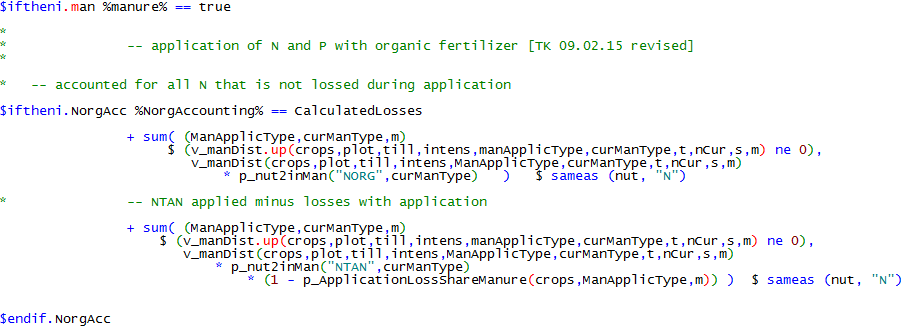 $iftheni.man %manure% == true
*
*               -- application of N and P with organic fertilizer [TK 09.02.15 revised]
*
*   -- accounted for all N that is not lossed during application
$iftheni.NorgAcc %NorgAccounting% == CalculatedLosses
+ sum( (ManApplicType,curManType,m)
$ (v_manDist.up(crops,plot,till,intens,manApplicType,curManType,t,nCur,s,m) ne 0),
v_manDist(crops,plot,till,intens,ManApplicType,curManType,t,nCur,s,m)
* p_nut2inMan("NORG",curManType)   )   $ sameas (nut, "N")
*               -- NTAN applied minus losses with application
+ sum( (ManApplicType,curManType,m)
$ (v_manDist.up(crops,plot,till,intens,manApplicType,curManType,t,nCur,s,m) ne 0),
v_manDist(crops,plot,till,intens,ManApplicType,curManType,t,nCur,s,m)
* p_nut2inMan("NTAN",curManType)
* (1 - p_ApplicationLossShareManure(crops,ManApplicType,m)) )  $ sameas (nut, "N")
$endif.NorgAcc